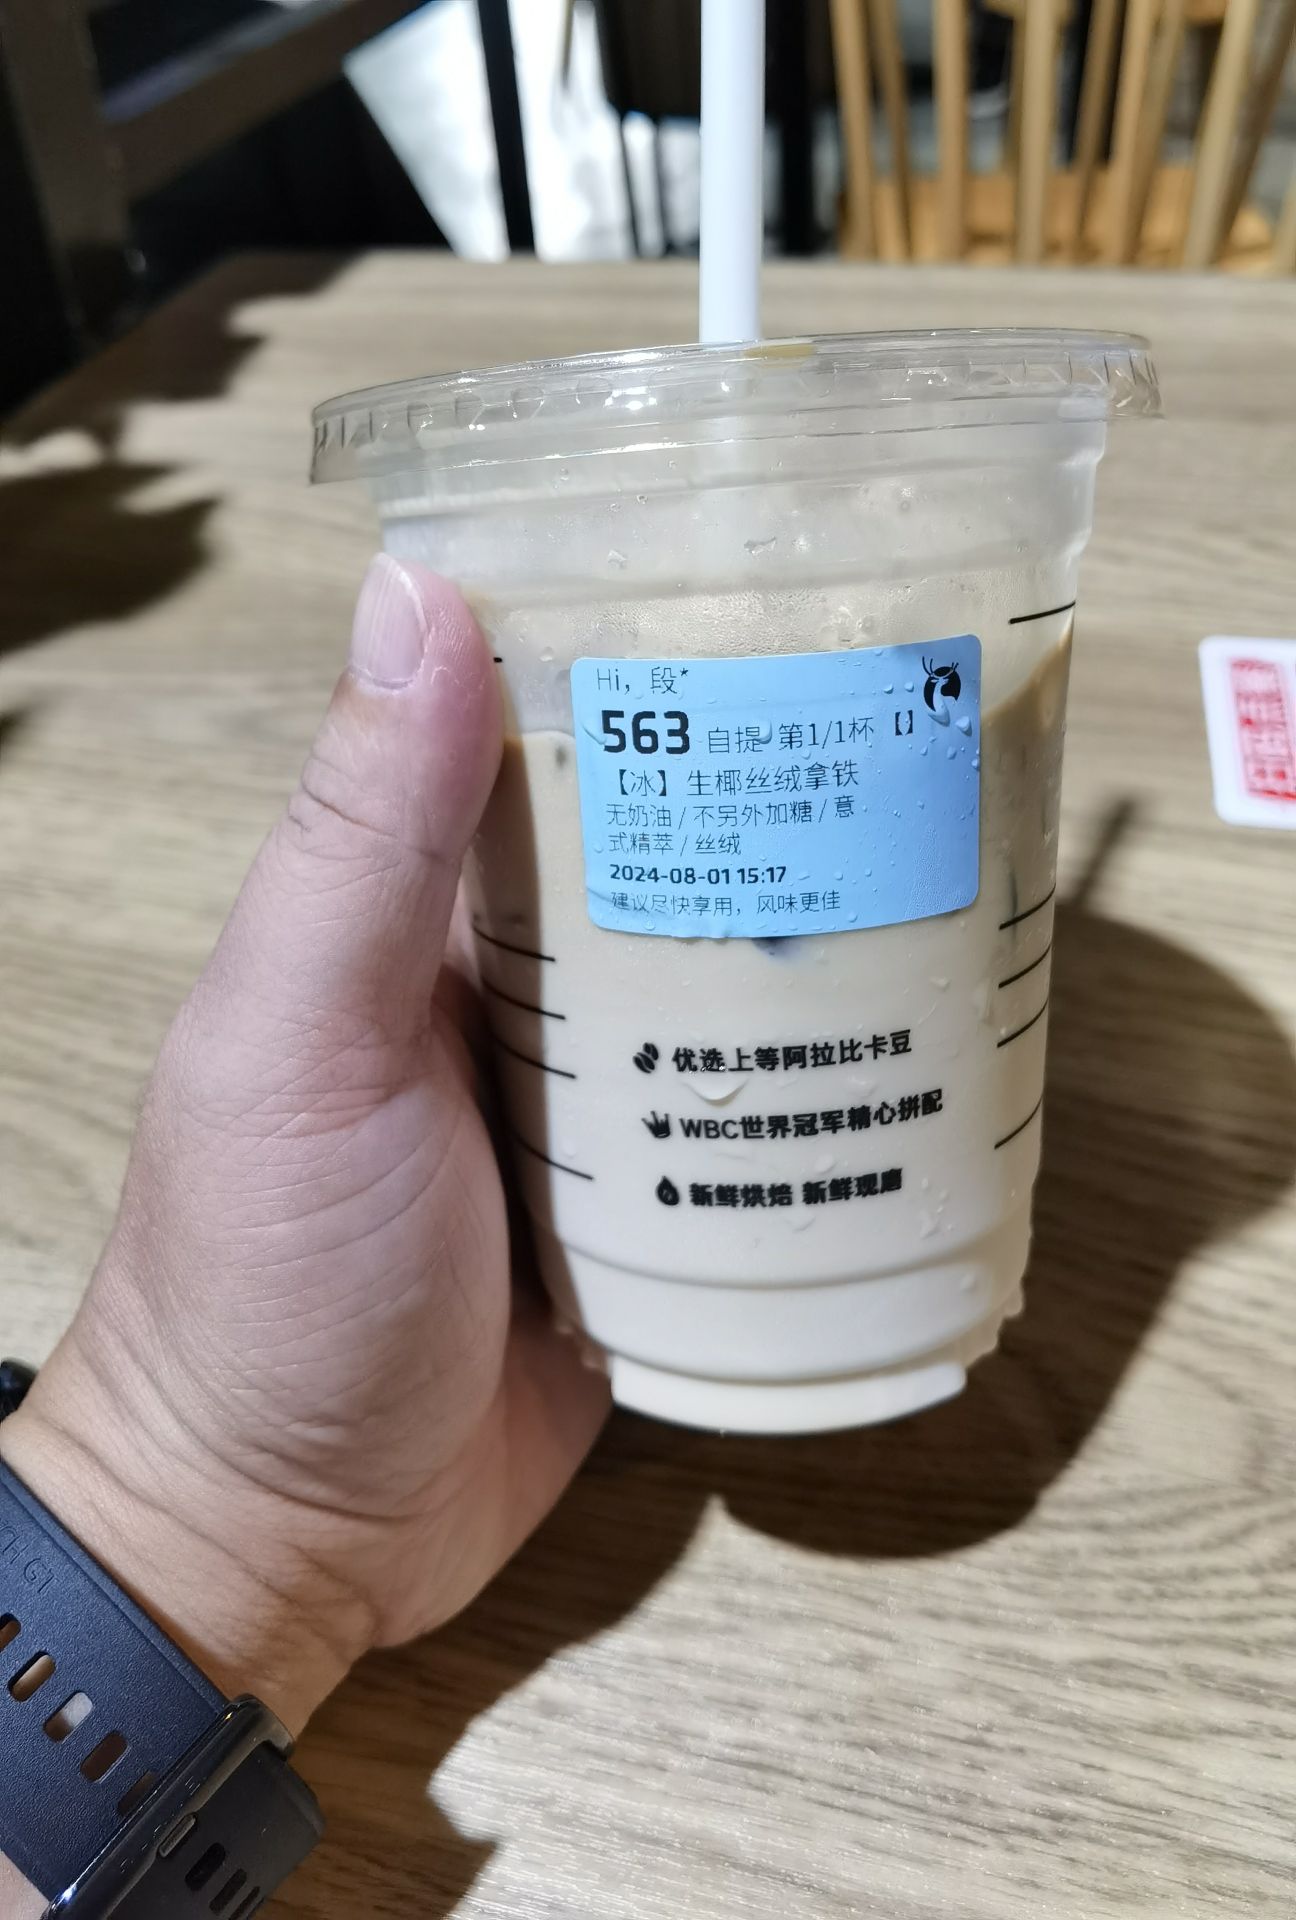 Hi，段*
563 自提 第1/1杯 【】
【冰】生椰丝绒拿铁
无奶油 / 不另外加糖 / 意
式精萃 / 丝绒
2024-08-01 15:17
建议尽快享用，风味更佳
优选上等阿拉比卡豆
WBC世界冠军精心拼配
新鲜烘焙 新鲜现磨